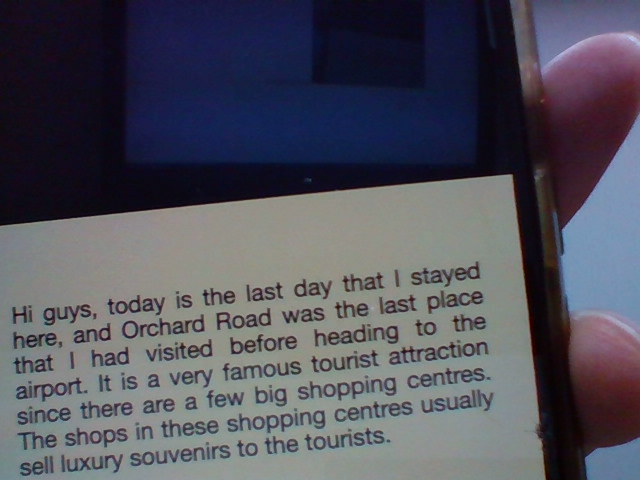 Hi guys, today is the last day that I stayed
here, and Orchard Road was the last place
that I had visited before heading to the
airport. It is a very famous tourist attraction
since there are a few big shopping centres.
The shops in these shopping centres usually
sell luxury souvenirs to the tourists.